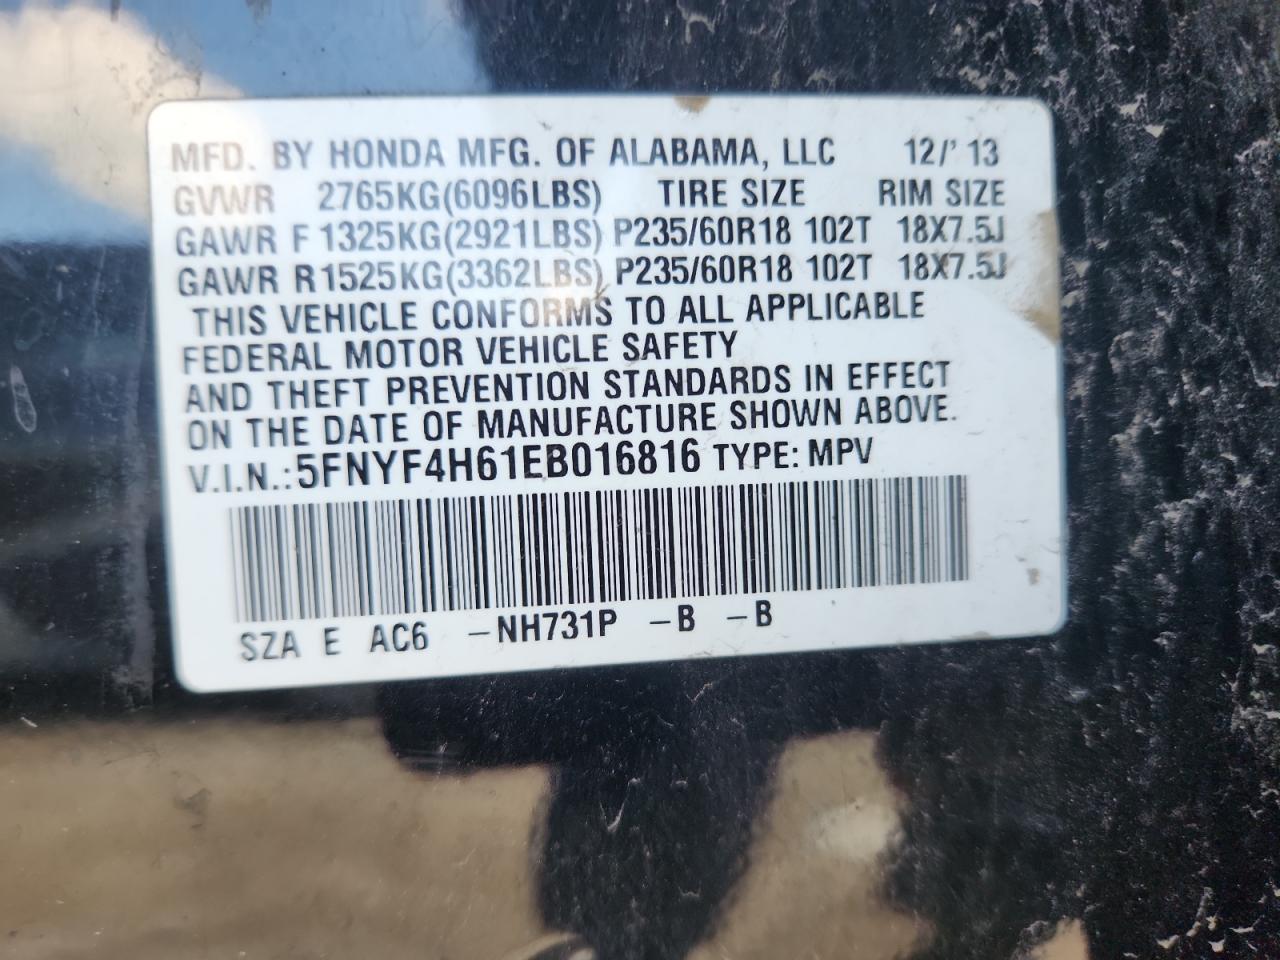 MFD. BY HONDA MFG. OF ALABAMA, LLC 12/'13
GVWR 2765KG(6096LBS) TIRE SIZE RIM SIZE
GAWR F 1325KG(2921LBS) P235/60R18 102T 18X7.5J
GAWR R 1525KG(3362LBS) P235/60R18 102T 18X7.5J
THIS VEHICLE CONFORMS TO ALL APPLICABLE
FEDERAL MOTOR VEHICLE SAFETY
AND THEFT PREVENTION STANDARDS IN EFFECT
ON THE DATE OF MANUFACTURE SHOWN ABOVE.
V.I.N.: 5FNYF4H61EB016816 TYPE: MPV
SZA E AC6 -NH731P -B -B